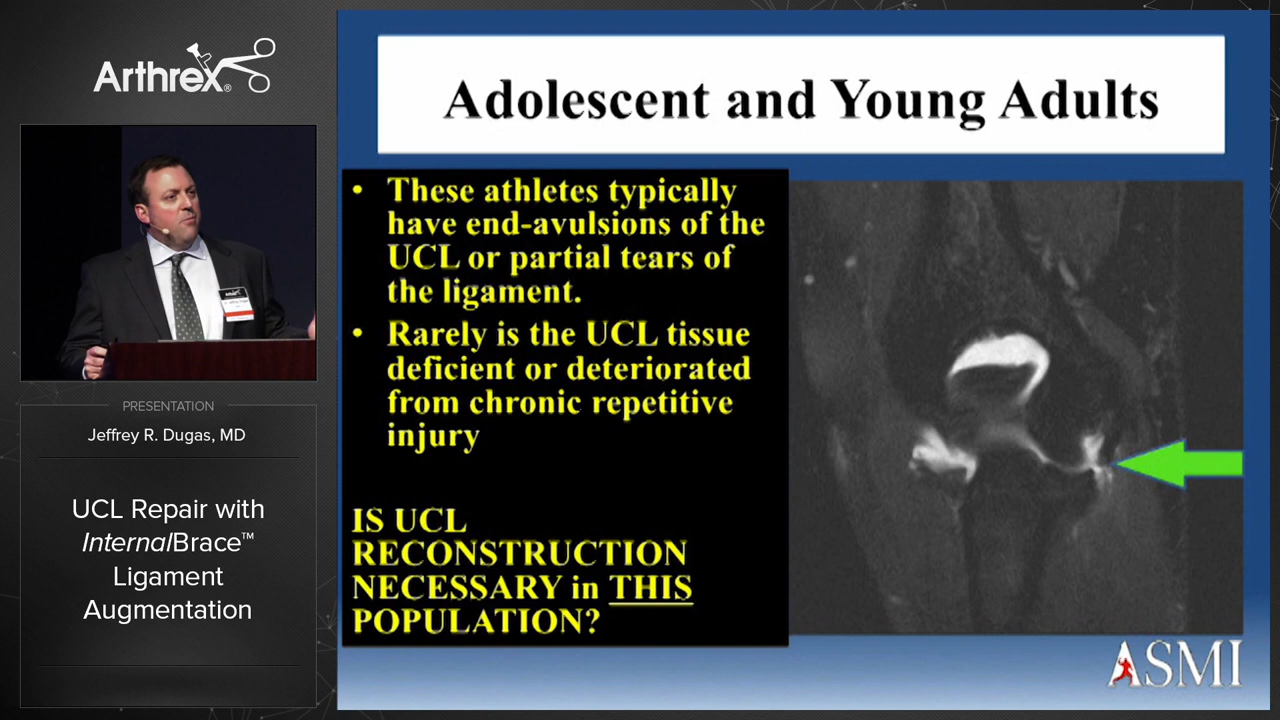 Arthrex®
PRESENTATION
Jeffrey R. Dugas, MD
UCL Repair with
InternalBrace™
Ligament
Augmentation
Adolescent and Young Adults
• These athletes typically
have end-avulsions of the
UCL or partial tears of
the ligament.
• Rarely is the UCL tissue
deficient or deteriorated
from chronic repetitive
injury
IS UCL
RECONSTRUCTION
NECESSARY in THIS
POPULATION?
ASMI